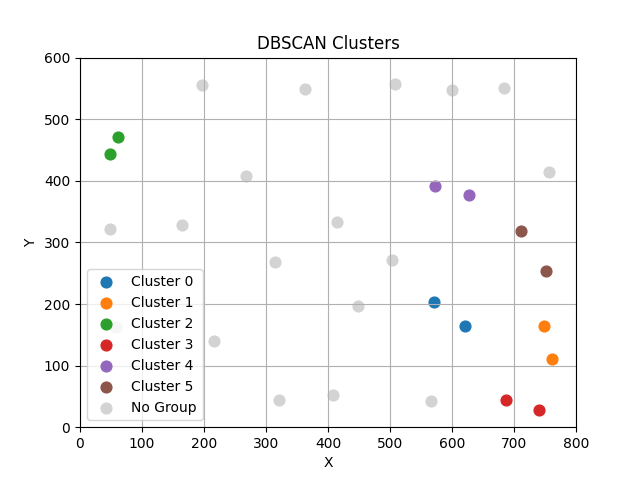 DBSCAN Clusters
600
500
400
300
200
100
0
Y
Cluster 0
Cluster 1
Cluster 2
Cluster 3
Cluster 4
Cluster 5
No Group
0 100 200 300 400 500 600 700 800
X